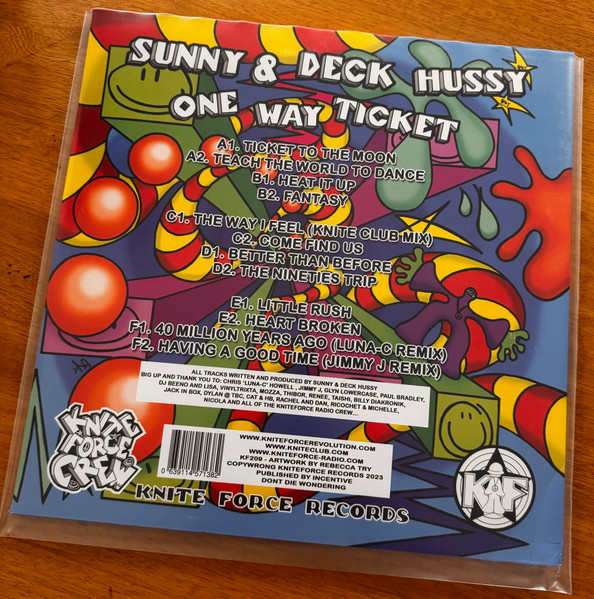 SUNNY & DECK HUSSY
ONE WAY TICKET
A1. TICKET TO THE MOON
A2. TEACH THE WORLD TO DANCE
B1. HEAT IT UP
B2. FANTASY
C1. THE WAY I FEEL (KNITE CLUB MIX)
C2. COME FIND US
D1. BETTER THAN BEFORE
D2. THE NINETIES TRIP
E1. LITTLE RUSH
E2. HEART BROKEN
F1. 40 MILLION YEARS AGO (LUNA-C REMIX)
F2. HAVING A GOOD TIME (JIMMY J REMIX)
ALL TRACKS WRITTEN AND PRODUCED BY SUNNY & DECK HUSSY
BIG UP AND THANK YOU TO: CHRIS "LUNA-C" HOWELL, JIMMY J, GLYN LOWERCASE, PAUL BRADLEY,
DJ BEENO AND LISA, VINYLTRIXTA, MOZZA, THIBOR, RENEE, TAISHI, BILLY DIAKRONIK,
JACK IN BOX, DYLAN @ TBC, CAT & HB, RACHEL AND DAN, RICOCHET & MICHELLE,
NICOLA AND ALL OF THE KNITEFORCE RADIO CREW...
KNITE
FORCE
CREW
0 639114 571382
WWW.KNITEFORCEREVOLUTION.COM
WWW.KNITECLUB.COM
WWW.KNITEFORCE-RADIO.COM
KF209 - ARTWORK BY REBECCA TRY
COPYWRONG KNITEFORCE RECORDS 2023
PUBLISHED BY INCENTIVE
DONT DIE WONDERING
KF
KNITE FORCE RECORDS